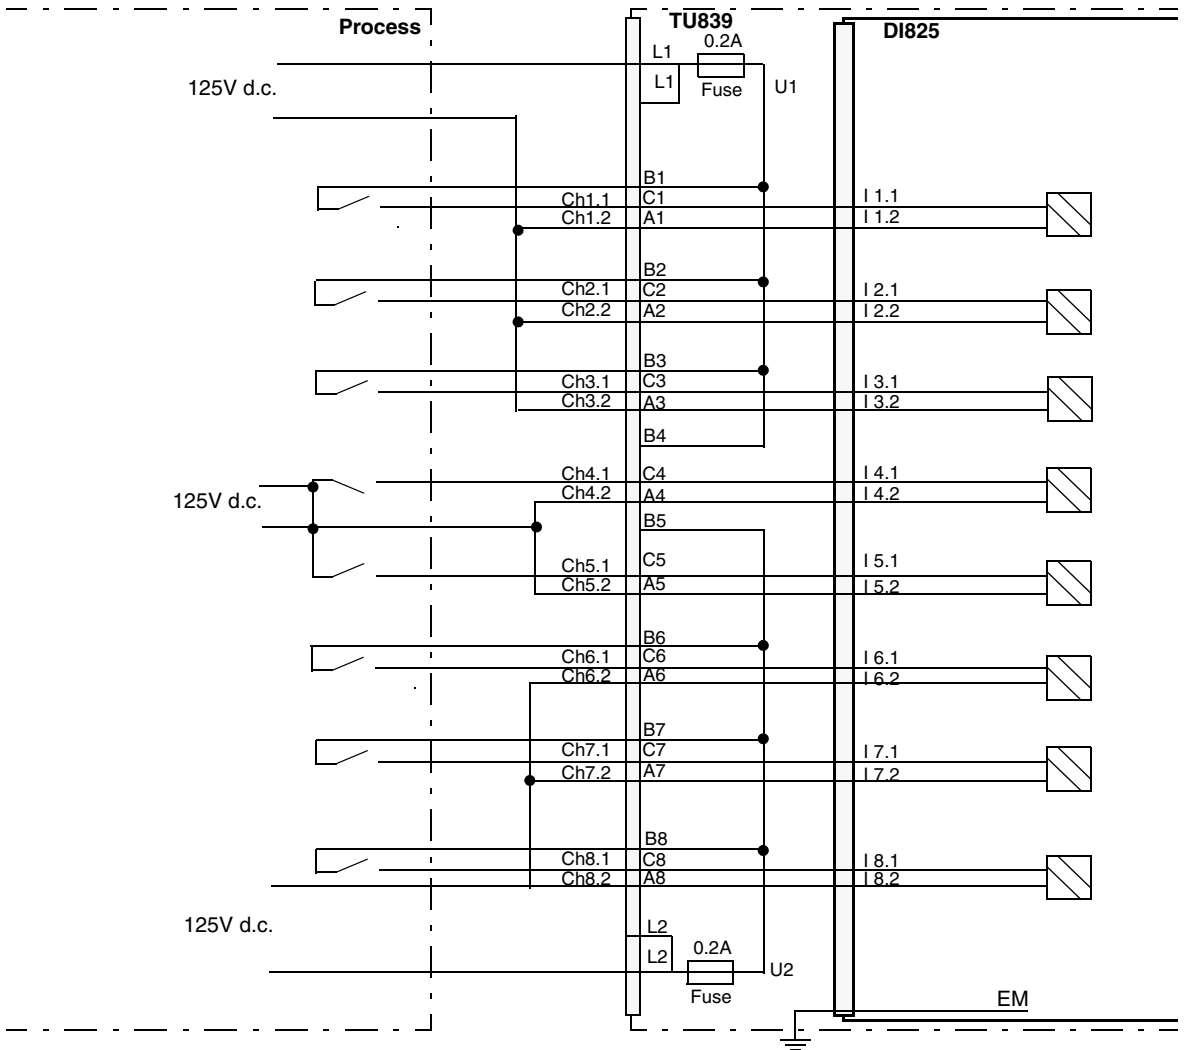 Process
TU839
DI825
L1
0.2A
L1
Fuse
U1
125V d.c.
B1
Ch1.1
C1
I 1.1
Ch1.2
A1
I 1.2
B2
Ch2.1
C2
I 2.1
Ch2.2
A2
I 2.2
B3
Ch3.1
C3
I 3.1
Ch3.2
A3
I 3.2
B4
Ch4.1
C4
I 4.1
125V d.c.
Ch4.2
A4
I 4.2
B5
Ch5.1
C5
I 5.1
Ch5.2
A5
I 5.2
B6
Ch6.1
C6
I 6.1
Ch6.2
A6
I 6.2
B7
Ch7.1
C7
I 7.1
Ch7.2
A7
I 7.2
B8
Ch8.1
C8
I 8.1
Ch8.2
A8
I 8.2
125V d.c.
L2
0.2A
L2
U2
Fuse
EM